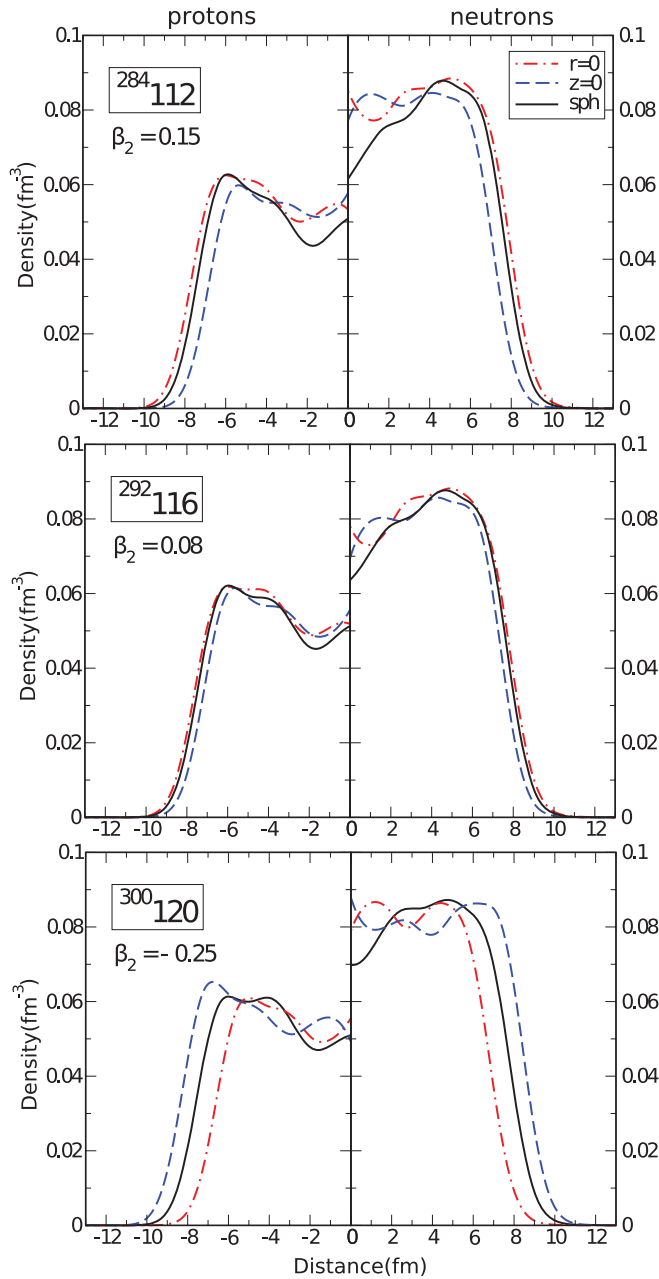 protons neutrons
0.1 0.1
²⁸⁴112
β₂ = 0.15
r=0
z=0
sph
0.08 0.08
0.06 0.06
Density(fm⁻³)
0.04 0.04
0.02 0.02
0 0
-12 -10 -8 -6 -4 -2 0 2 4 6 8 10 12
0.1 0.1
²⁹²116
β₂ = 0.08
0.08 0.08
0.06 0.06
Density(fm⁻³)
0.04 0.04
0.02 0.02
0 0
-12 -10 -8 -6 -4 -2 0 2 4 6 8 10 12
0.1 0.1
³⁰⁰120
β₂ = - 0.25
0.08 0.08
0.06 0.06
Density(fm⁻³)
0.04 0.04
0.02 0.02
0 0
-12 -10 -8 -6 -4 -2 0 2 4 6 8 10 12
Distance(fm)